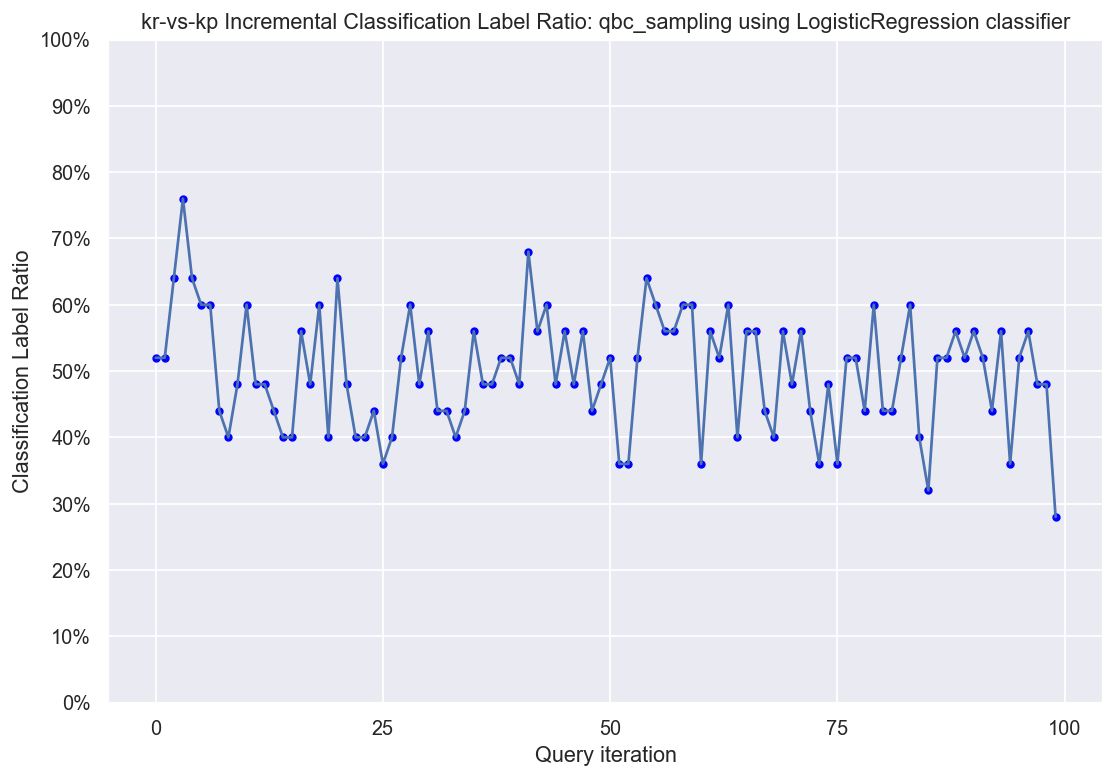 kr-vs-kp Incremental Classification Label Ratio: qbc_sampling using LogisticRegression classifier
100%
90%
80%
70%
60%
50%
40%
30%
20%
10%
0%
Classification Label Ratio
0 25 50 75 100
Query iteration